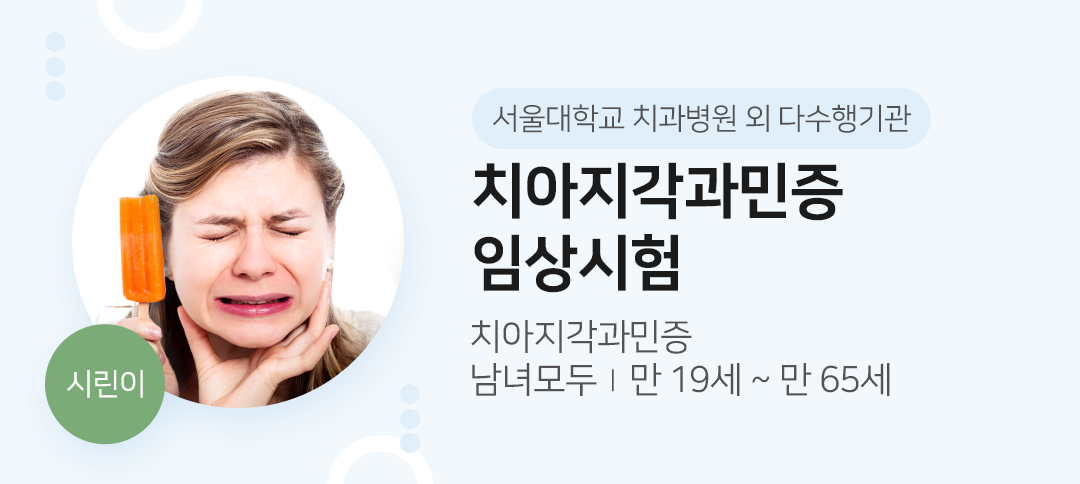 서울대학교 치과병원 외 다수행기관
치아지각과민증
임상시험
치아지각과민증
남녀모두 | 만 19세 ~ 만 65세
시린이